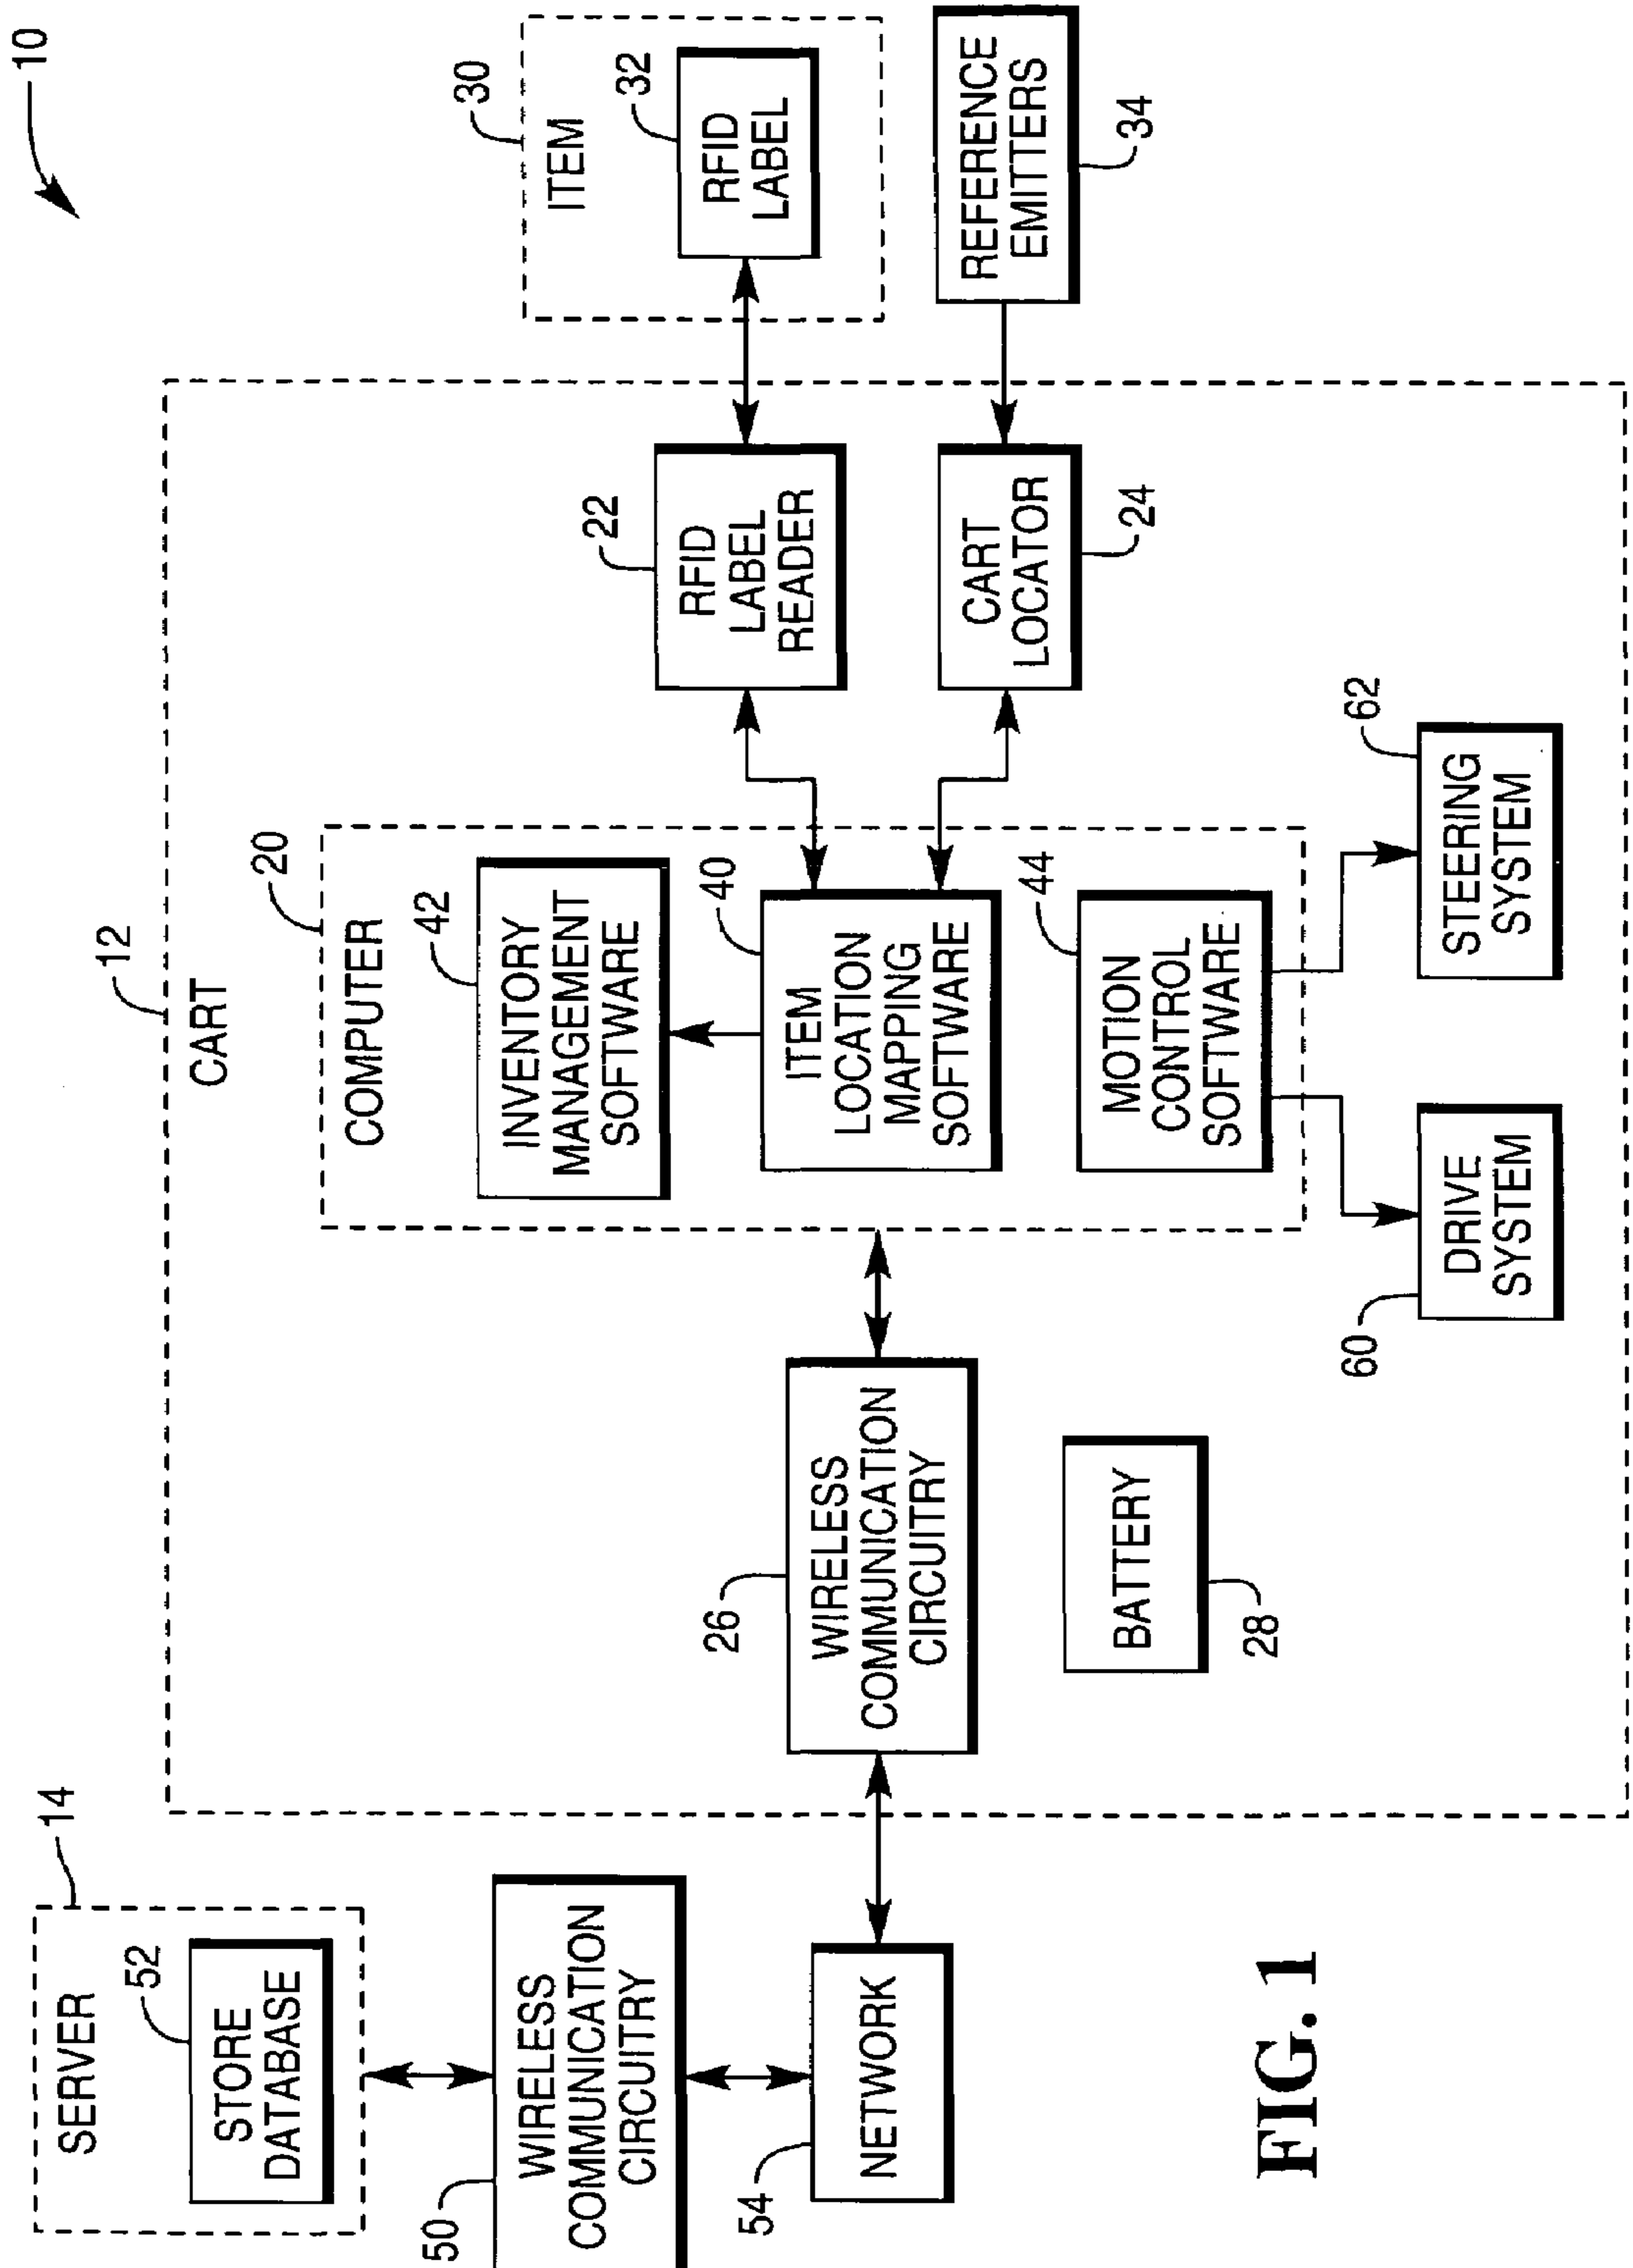 10
14
SERVER
52
STORE
DATABASE
50
WIRELESS
COMMUNICATION
CIRCUITRY
54
NETWORK
12
CART
26
WIRELESS
COMMUNICATION
CIRCUITRY
BATTERY
28
20
COMPUTER
42
INVENTORY
MANAGEMENT
SOFTWARE
40
ITEM
LOCATION
MAPPING
SOFTWARE
44
MOTION
CONTROL
SOFTWARE
60
DRIVE
SYSTEM
62
STEERING
SYSTEM
22
RFID
LABEL
READER
CART
LOCATOR
24
30
ITEM
32
RFID
LABEL
REFERENCE
EMITTERS
34
FIG. 1